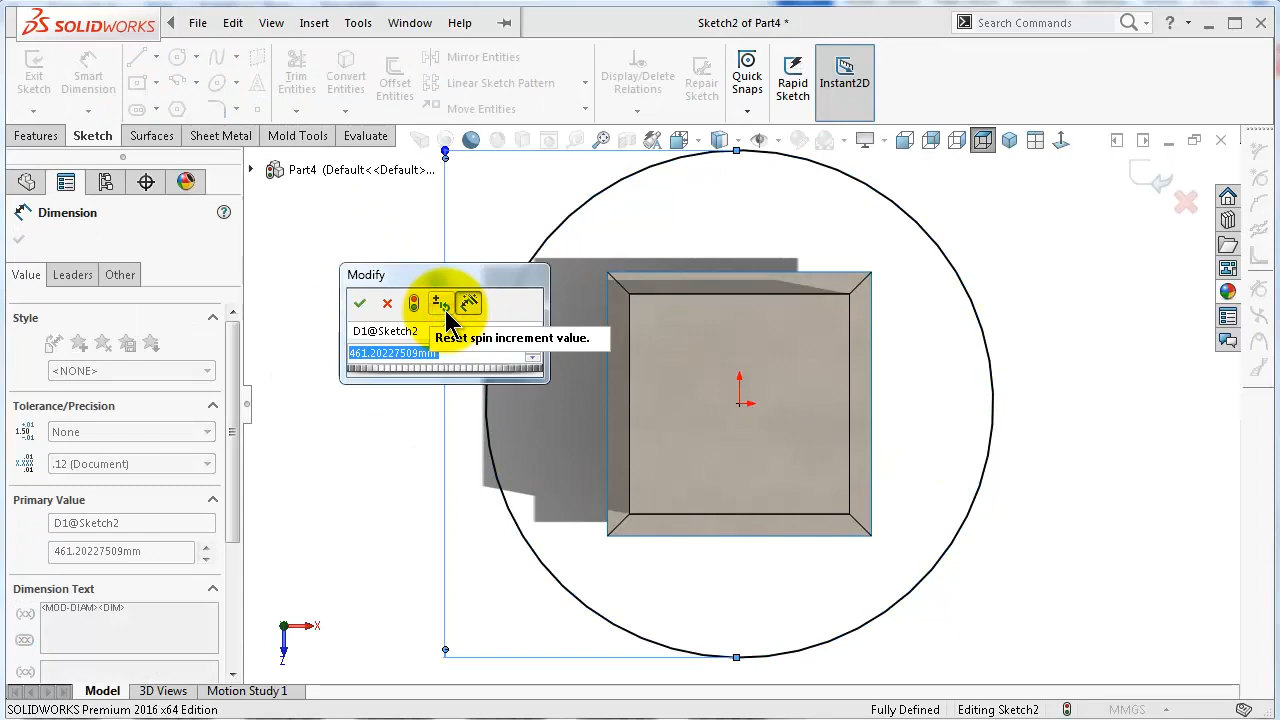 SOLIDWORKS
File Edit View Insert Tools Window Help
Sketch2 of Part4 *
Search Commands
?
Exit Sketch
Smart Dimension
Trim Entities
Convert Entities
Offset Entities
Mirror Entities
Linear Sketch Pattern
Move Entities
Display/Delete Relations
Repair Sketch
Quick Snaps
Rapid Sketch
Instant2D
Features Sketch Surfaces Sheet Metal Mold Tools Evaluate
Part4 (Default<<Default>...
Dimension
?
Value Leaders Other
Style
<NONE>
Tolerance/Precision
None
.12 (Document)
Primary Value
D1@Sketch2
461.20227509mm
Dimension Text
<MOD-DIAM><DIM>
Modify
D1@Sketch2
Reset spin increment value.
461.20227509mm
X
Z
Model 3D Views Motion Study 1
SOLIDWORKS Premium 2016 x64 Edition
Fully Defined Editing Sketch2 MMGS